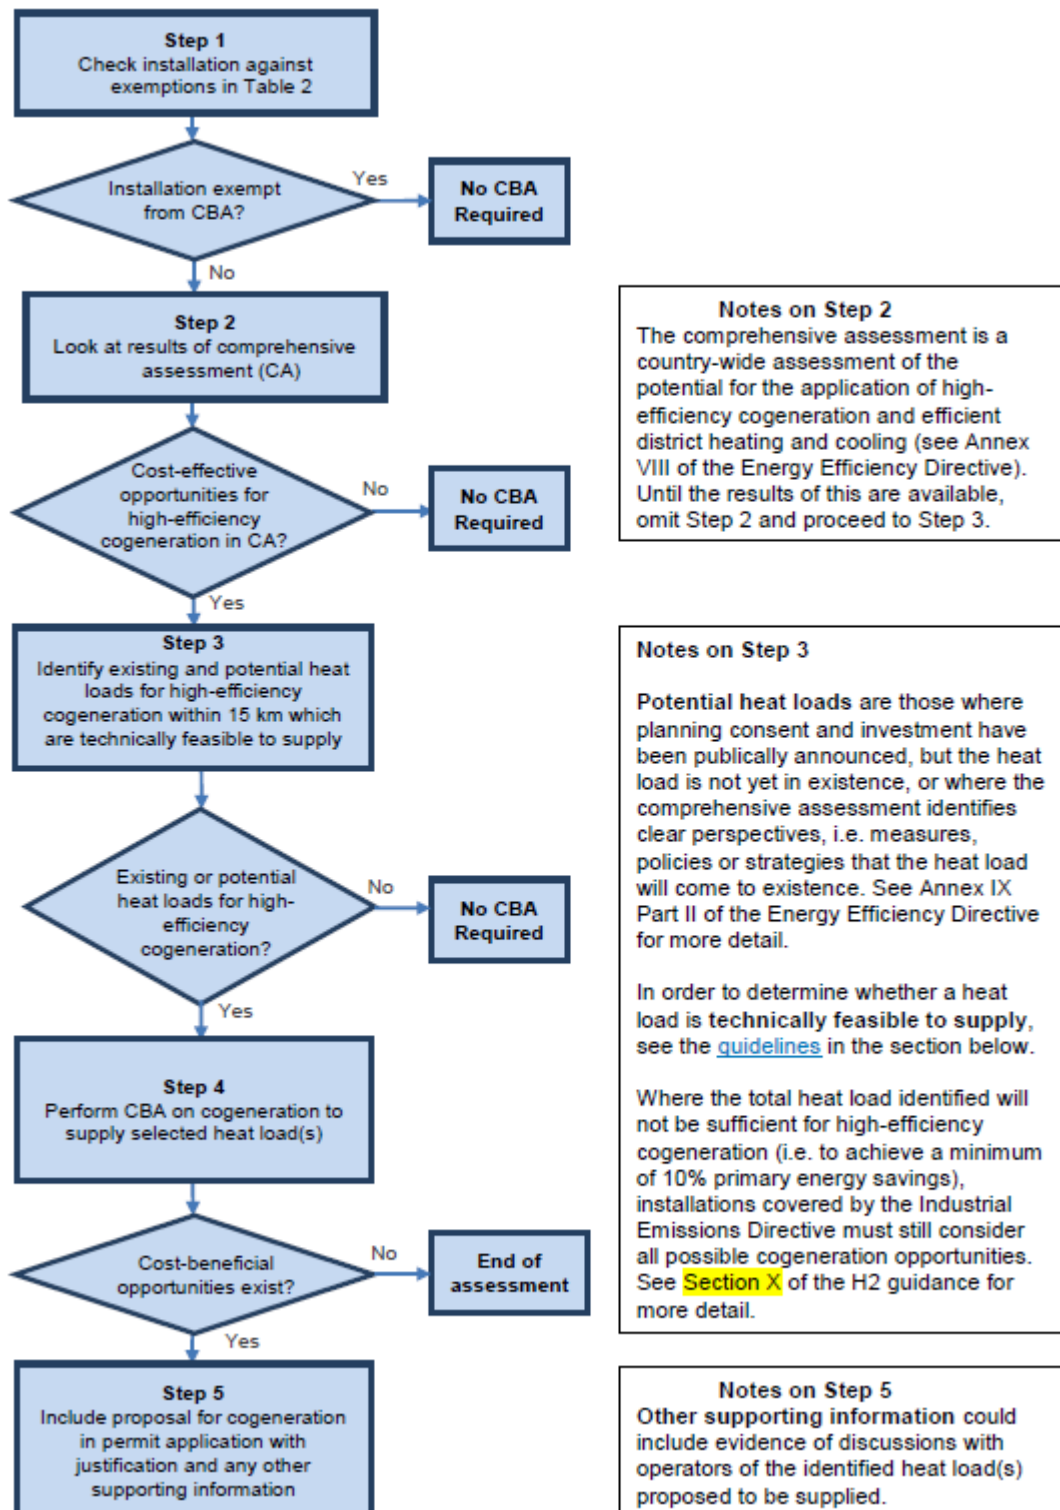 Step 1
Check installation against
exemptions in Table 2
Installation exempt
from CBA?
Yes
No CBA
Required
No
Step 2
Look at results of comprehensive
assessment (CA)
Notes on Step 2
The comprehensive assessment is a
country-wide assessment of the
potential for the application of high-
efficiency cogeneration and efficient
district heating and cooling (see Annex
VIII of the Energy Efficiency Directive).
Until the results of this are available,
omit Step 2 and proceed to Step 3.
Cost-effective
opportunities for
high-efficiency
cogeneration in CA?
No
No CBA
Required
Yes
Step 3
Identify existing and potential heat
loads for high-efficiency
cogeneration within 15 km which
are technically feasible to supply
Notes on Step 3
Potential heat loads are those where
planning consent and investment have
been publically announced, but the heat
load is not yet in existence, or where the
comprehensive assessment identifies
clear perspectives, i.e. measures,
policies or strategies that the heat load
will come to existence. See Annex IX
Part II of the Energy Efficiency Directive
for more detail.
In order to determine whether a heat
load is technically feasible to supply,
see the guidelines in the section below.
Where the total heat load identified will
not be sufficient for high-efficiency
cogeneration (i.e. to achieve a minimum
of 10% primary energy savings),
installations covered by the Industrial
Emissions Directive must still consider
all possible cogeneration opportunities.
See Section X of the H2 guidance for
more detail.
Existing or potential
heat loads for high-
efficiency
cogeneration?
No
No CBA
Required
Yes
Step 4
Perform CBA on cogeneration to
supply selected heat load(s)
Cost-beneficial
opportunities exist?
No
End of
assessment
Yes
Step 5
Include proposal for cogeneration
in permit application with
justification and any other
supporting information
Notes on Step 5
Other supporting information could
include evidence of discussions with
operators of the identified heat load(s)
proposed to be supplied.